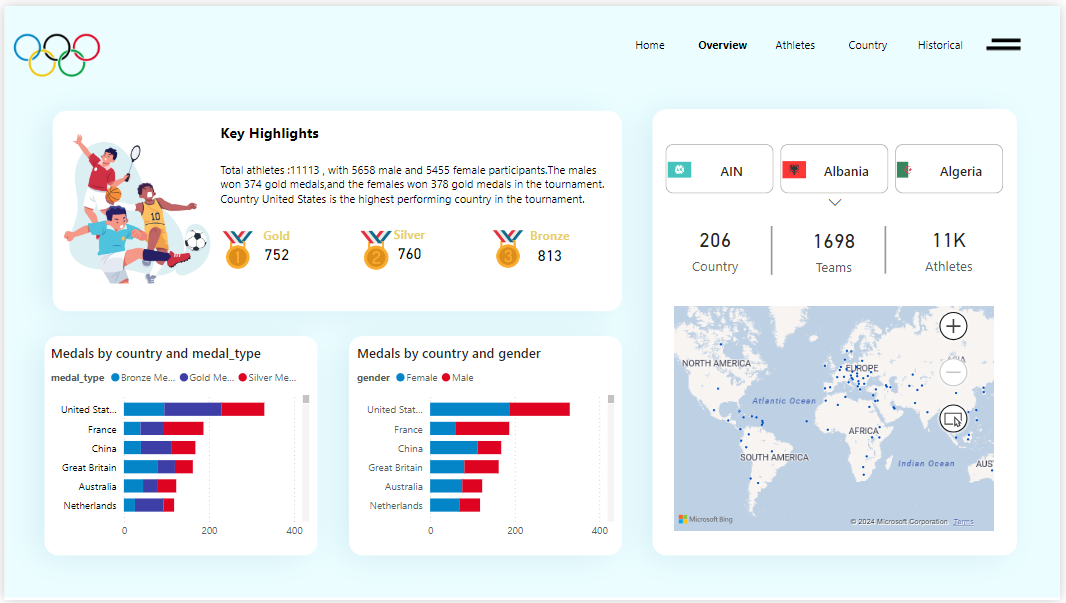 Home Overview Athletes Country Historical
Key Highlights
Total athletes :11113 , with 5658 male and 5455 female participants.The males
won 374 gold medals,and the females won 378 gold medals in the tournament.
Country United States is the highest performing country in the tournament.
Gold
752
Silver
760
Bronze
813
1
2
3
10
AIN
Albania
Algeria
206
Country
1698
Teams
11K
Athletes
Medals by country and medal_type
medal_type Bronze Me... Gold Me... Silver Me...
United Stat...
France
China
Great Britain
Australia
Netherlands
0 200 400
Medals by country and gender
gender Female Male
United Stat...
France
China
Great Britain
Australia
Netherlands
0 200 400
NORTH AMERICA
EUROPE
Atlantic Ocean
AFRICA
SOUTH AMERICA
Indian Ocean
AUS
Microsoft Bing
© 2024 Microsoft Corporation Terms